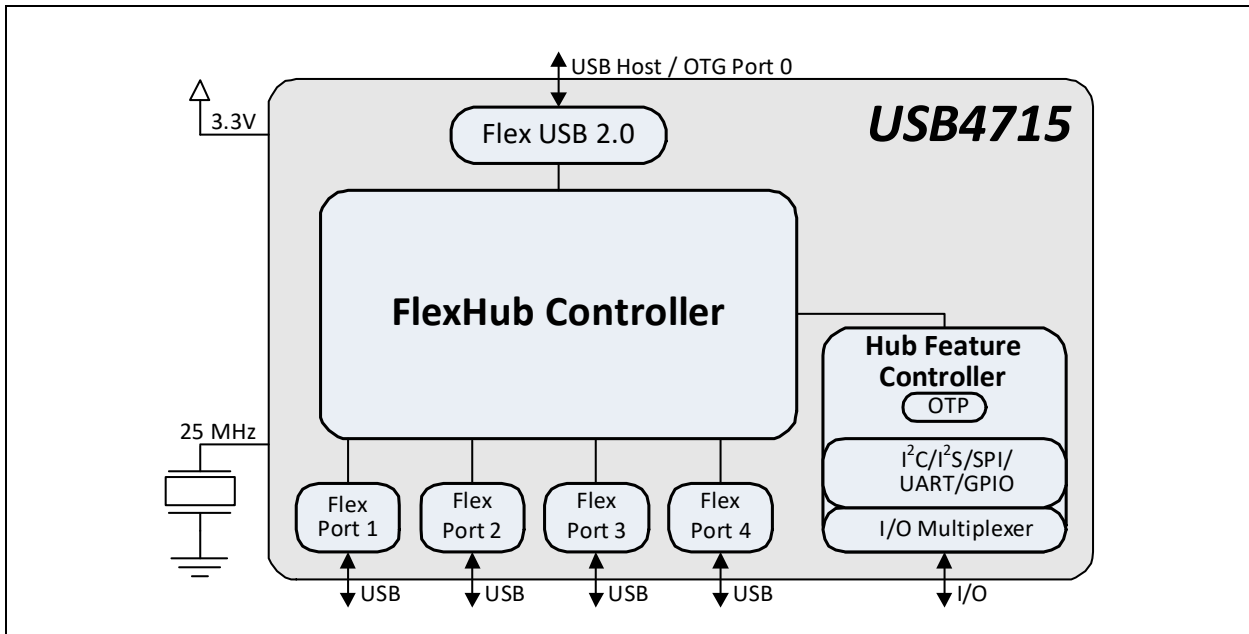 USB Host / OTG Port 0
3.3V
Flex USB 2.0
USB4715
FlexHub Controller
Hub Feature
Controller
OTP
25 MHz
I²C/I²S/SPI/
UART/GPIO
I/O Multiplexer
Flex
Port 1
Flex
Port 2
Flex
Port 3
Flex
Port 4
USB
USB
USB
USB
I/O